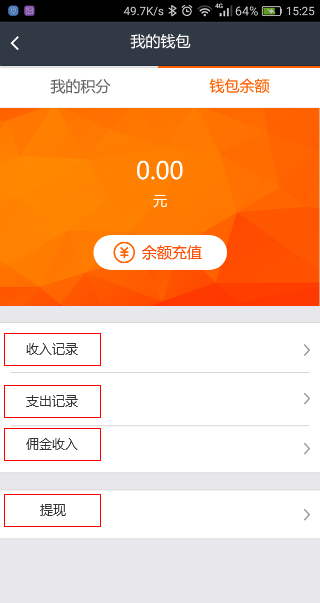 49.7K/s 4G 64% 15:25
我的钱包
我的积分 钱包余额
0.00
元
余额充值
收入记录
支出记录
佣金收入
提现